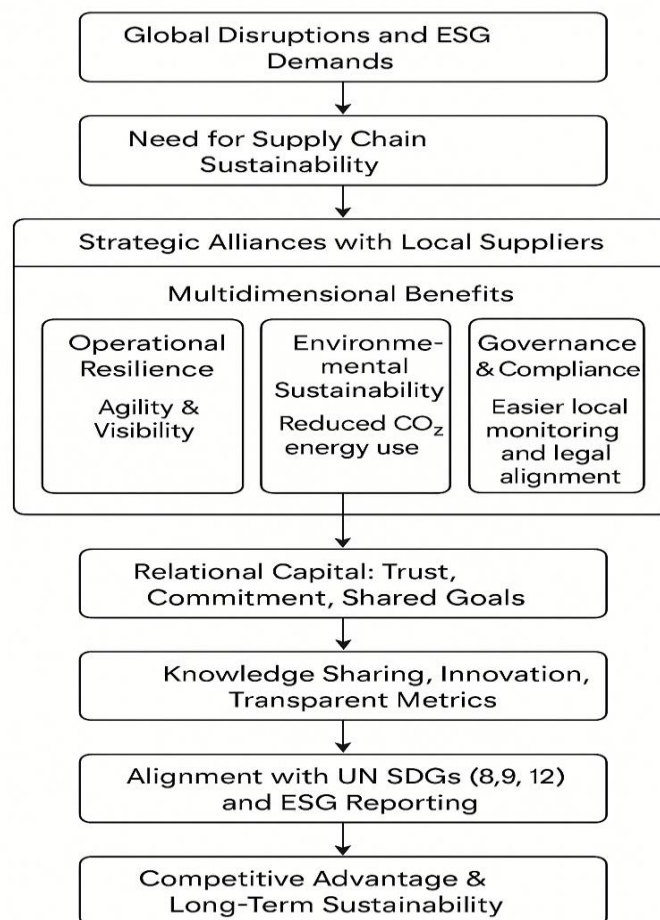 Global Disruptions and ESG
Demands
Need for Supply Chain
Sustainability
Strategic Alliances with Local Suppliers
Multidimensional Benefits
Operational
Resilience
Agility &
Visibility
Environme-
mental
Sustainability
Reduced CO_z
energy use
Governance
& Compliance
Easier local
monitoring
and legal
alignment
Relational Capital: Trust,
Commitment, Shared Goals
Knowledge Sharing, Innovation,
Transparent Metrics
Alignment with UN SDGs (8,9, 12)
and ESG Reporting
Competitive Advantage &
Long-Term Sustainability